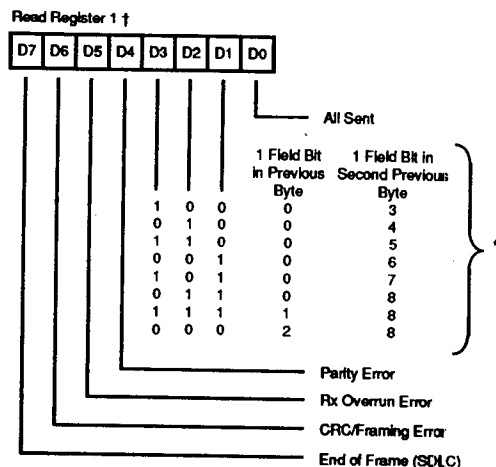 Read Register 1 †
D7 D6 D5 D4 D3 D2 D1 D0
All Sent
1 Field Bit in Previous Byte
1 Field Bit in Second Previous Byte
1 0 0 0 3
0 1 0 0 4
1 1 0 0 5
0 0 1 0 6
1 0 1 0 7
0 1 1 0 8
1 1 1 1 8
0 0 0 2 8
Parity Error
Rx Overrun Error
CRC/Framing Error
End of Frame (SDLC)